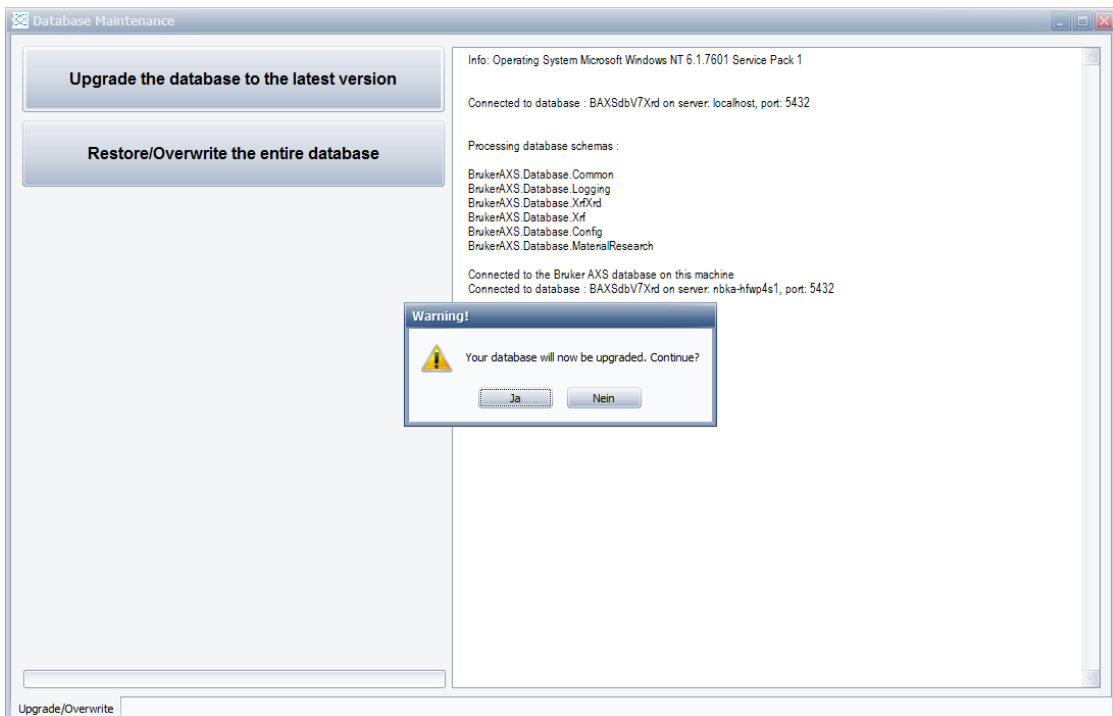 Database Maintenance
Upgrade the database to the latest version
Restore/Overwrite the entire database
Info: Operating System Microsoft Windows NT 6.1.7601 Service Pack 1
Connected to database : BAXSdbV7Xrd on server: localhost, port: 5432
Processing database schemas :
BrukerAXS.Database.Common
BrukerAXS.Database.Logging
BrukerAXS.Database.XrfXrd
BrukerAXS.Database.Xrf
BrukerAXS.Database.Config
BrukerAXS.Database.MaterialResearch
Connected to the Bruker AXS database on this machine
Connected to database : BAXSdbV7Xrd on server: nbka-hfwp4s1, port: 5432
Warning!
Your database will now be upgraded. Continue?
Ja Nein
Upgrade/Overwrite